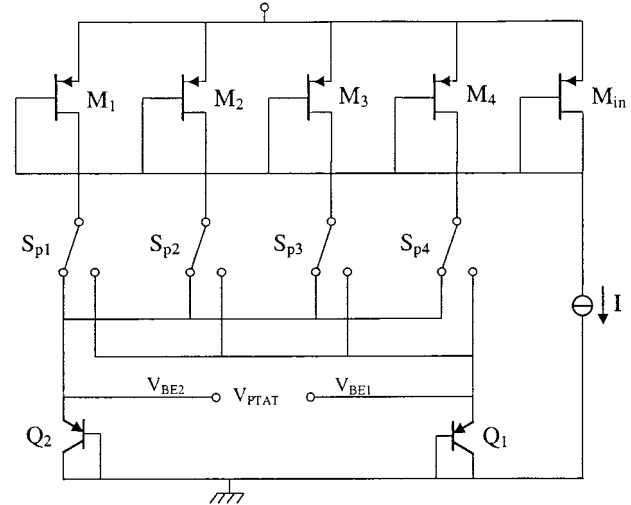 M1 M2 M3 M4 Min
Sp1 Sp2 Sp3 Sp4
I
VBE2 VPTAT VBE1
Q2 Q1